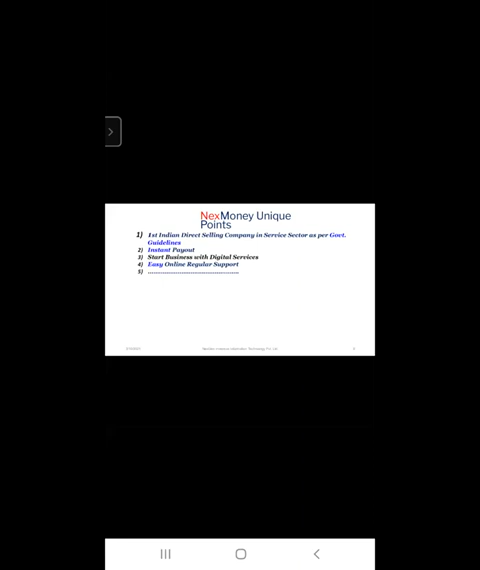 NexMoney Unique
Points
1) 1st Indian Direct Selling Company in Service Sector as per Govt.
Guidelines
2) Instant Payout
3) Start Business with Digital Services
4) Easy Online Regular Support
5) ............................................